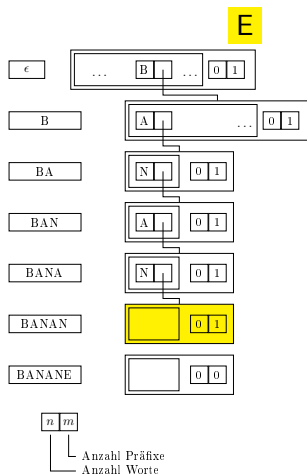 E
ϵ ... B ... 0 1
B A ... 0 1
BA N 0 1
BAN A 0 1
BANA N 0 1
BANAN 0 1
BANANE 0 0
n m
Anzahl Präfixe
Anzahl Worte